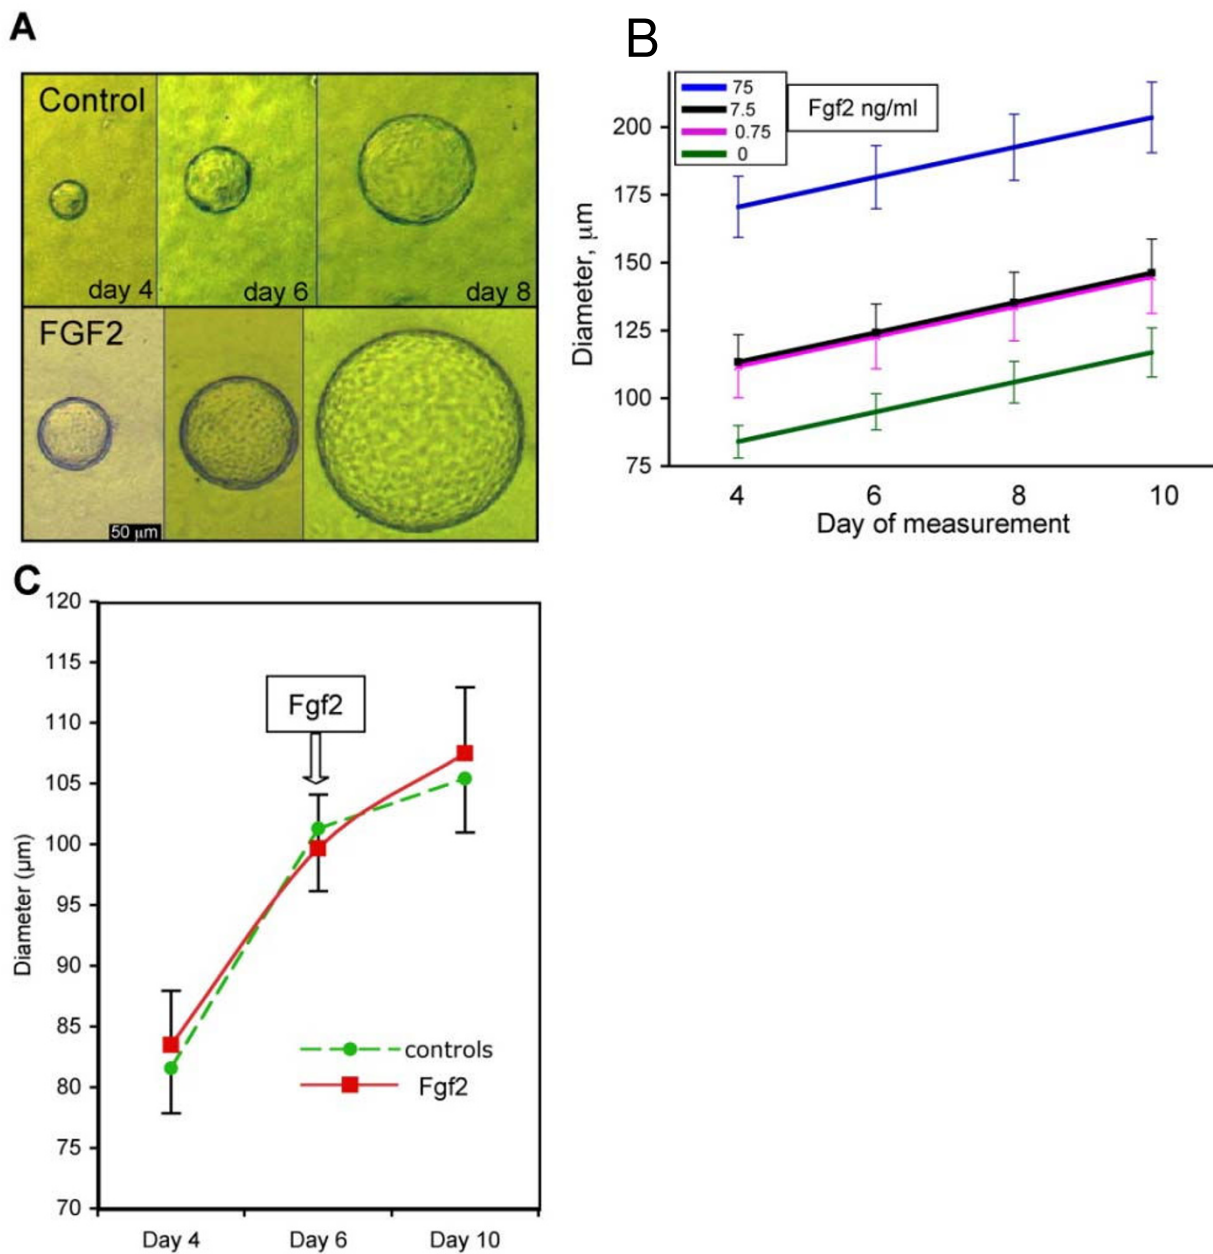 A
Control
day 4
day 6
day 8
FGF2
50 μm
B
75
7.5
0.75
0
Fgf2 ng/ml
200
175
150
125
100
75
Diameter, μm
4 6 8 10
Day of measurement
C
120
115
110
105
100
95
90
85
80
75
70
Diameter (μm)
Fgf2
controls
Fgf2
Day 4 Day 6 Day 10